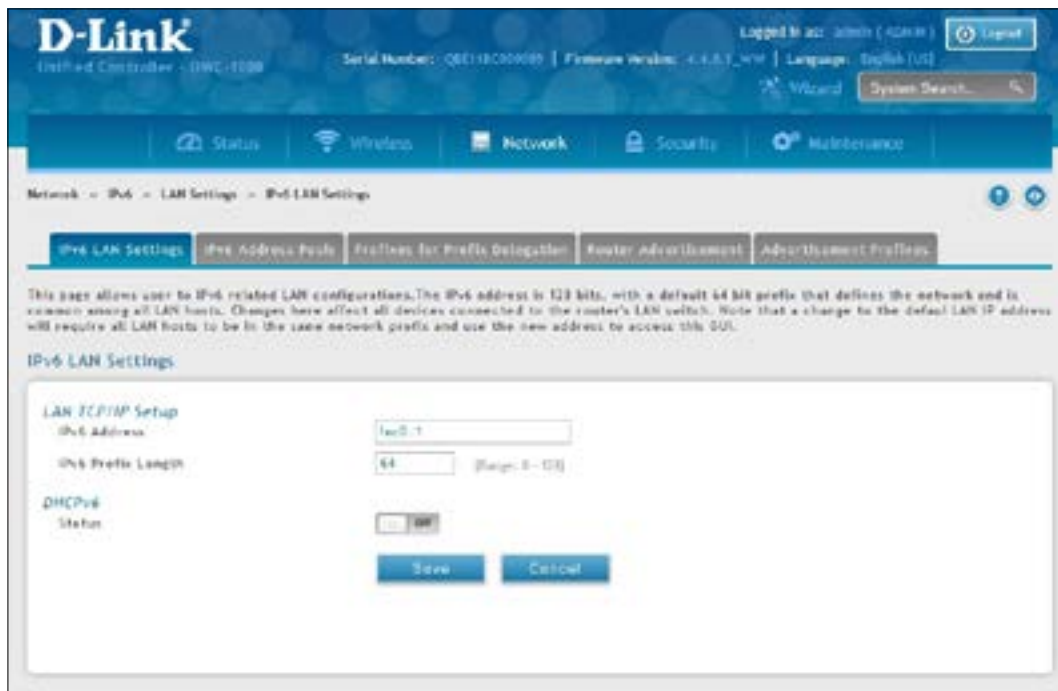 D-Link
Unified Controller - DWC-1000
Logged in as: admin ( ADMIN )
Logout
Serial Number: | Firmware Version: | Language: English [US]
Wizard
System Search...
Status
Wireless
Network
Security
Maintenance
Network » IPv6 » LAN Settings » IPv6 LAN Settings
IPv6 LAN Settings
IPv6 Address Pools
Prefixes for Prefix Delegation
Router Advertisement
Advertisement Prefixes
This page allows user to IPv6 related LAN configurations.The IPv6 address is 128 bits, with a default 64 bit prefix that defines the network and is
common among all LAN hosts. Changes here affect all devices connected to the router's LAN switch. Note that a change to the defaul LAN IP address
will require all LAN hosts to be in the same network prefix and use the new address to access this GUI.
IPv6 LAN Settings
LAN TCP/IP Setup
IPv6 Address
IPv6 Prefix Length
64
[Range: 0 - 128]
DHCPv6
Status
OFF
Save
Cancel